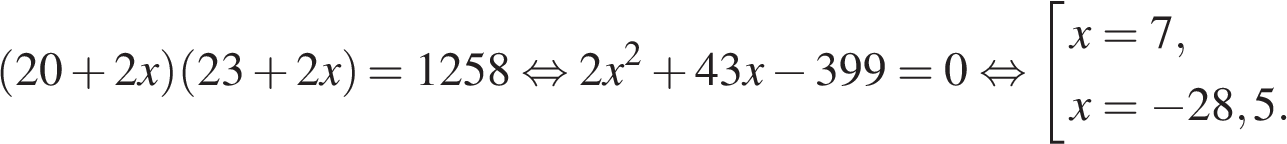 (20 + 2x)(23 + 2x) = 1258 ⇔ 2x² + 43x − 399 = 0 ⇔ [ x = 7,
x = −28,5.